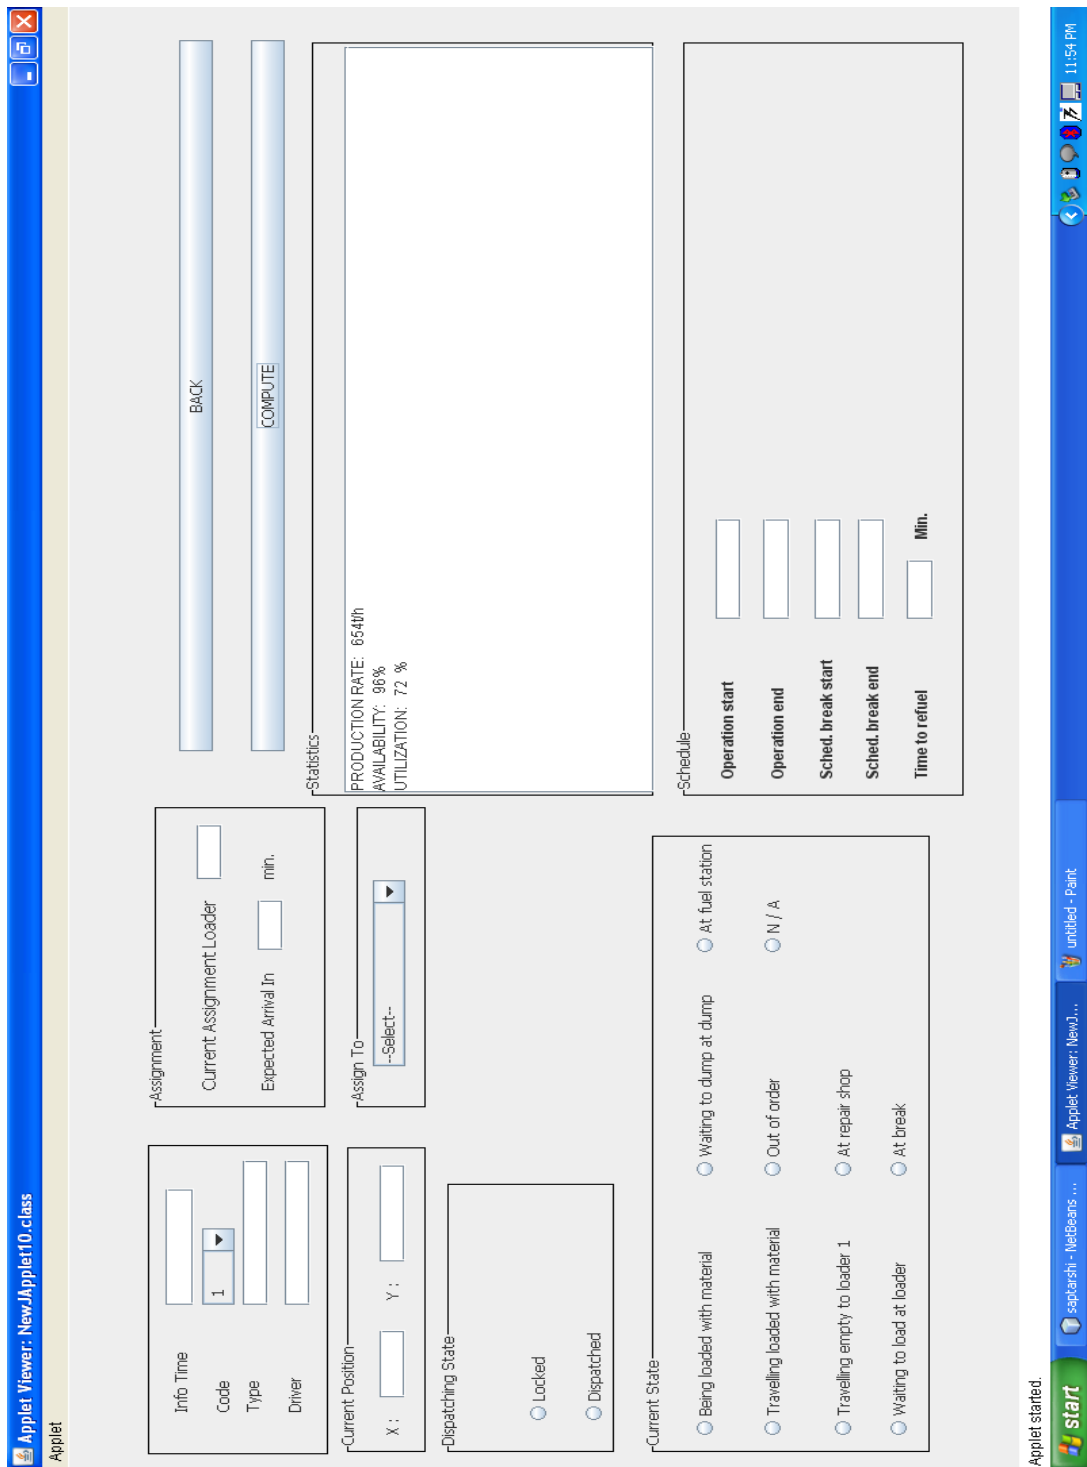 Applet Viewer: NewJApplet10.class
Applet
Info Time
Code
1
Type
Driver
Assignment
Current Assignment Loader
Expected Arrival In
min.
BACK
COMPUTE
Current Position
X :
Y :
Assign To
--Select--
Statistics
PRODUCTION RATE: 654t/h
AVAILABILITY: 96%
UTILIZATION: 72 %
Dispatching State
Locked
Dispatched
Current State
Being loaded with material
Waiting to dump at dump
At fuel station
Travelling loaded with material
Out of order
N / A
Travelling empty to loader 1
At repair shop
Waiting to load at loader
At break
Schedule
Operation start
Operation end
Sched. break start
Sched. break end
Time to refuel
Min.
Applet started.
start
saptarshi - NetBeans ...
Applet Viewer: NewJ...
untitled - Paint
11:54 PM